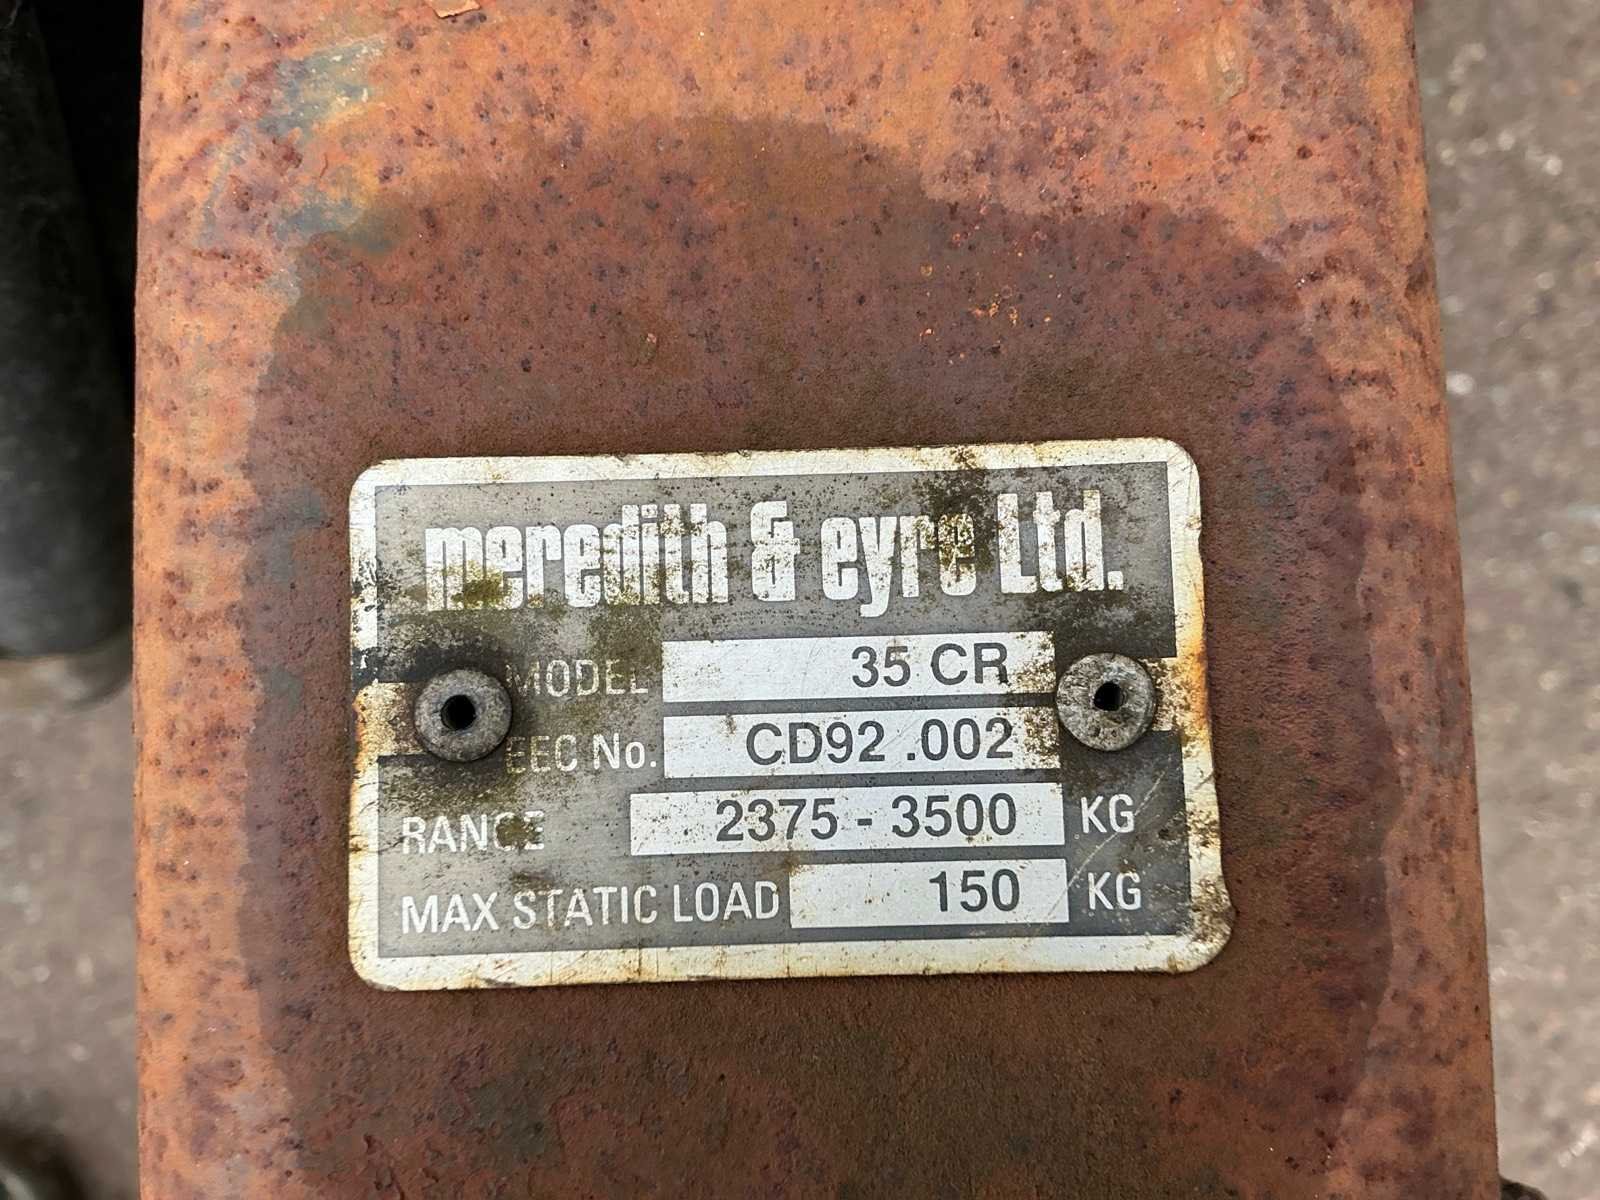 meredith & eyre Ltd.
MODEL 35 CR
EEC No. CD92 .002
RANGE 2375 - 3500 KG
MAX STATIC LOAD 150 KG